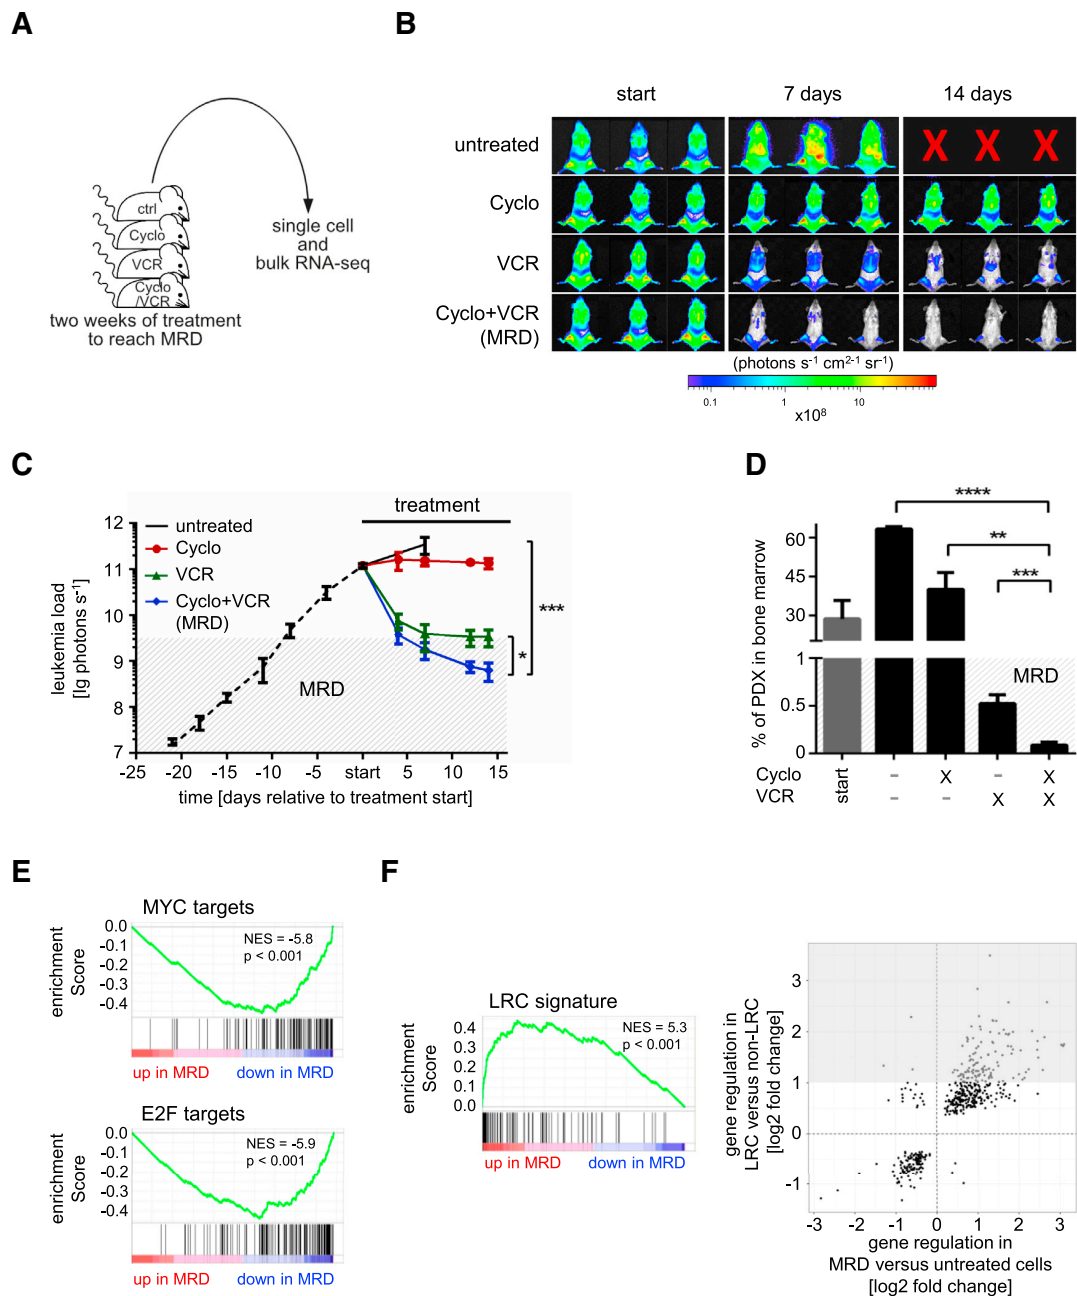 A
ctrl
Cyclo
VCR
Cyclo
/VCR
two weeks of treatment
to reach MRD
single cell
and
bulk RNA-seq
B
start
7 days
14 days
untreated
X X X
Cyclo
VCR
Cyclo+VCR
(MRD)
(photons s⁻¹ cm²⁻¹ sr⁻¹)
0.1 1 10
x10⁸
C
treatment
untreated
Cyclo
VCR
Cyclo+VCR
(MRD)
leukemia load
[lg photons s⁻¹]
12
11
10
9
8
7
MRD
***
*
-25 -20 -15 -10 -5 start 5 10 15
time [days relative to treatment start]
D
****
**
***
% of PDX in bone marrow
60
45
30
1
0.5
0
MRD
start
Cyclo - X - X
VCR - - X X
E
MYC targets
enrichment
Score
0.0
-0.1
-0.2
-0.3
-0.4
NES = -5.8
p < 0.001
up in MRD down in MRD
E2F targets
enrichment
Score
0.0
-0.1
-0.2
-0.3
-0.4
NES = -5.9
p < 0.001
up in MRD down in MRD
F
LRC signature
enrichment
Score
0.4
0.3
0.2
0.1
0.0
NES = 5.3
p < 0.001
up in MRD down in MRD
gene regulation in
LRC versus non-LRC
[log2 fold change]
3
2
1
0
-1
-3 -2 -1 0 1 2 3
gene regulation in
MRD versus untreated cells
[log2 fold change]